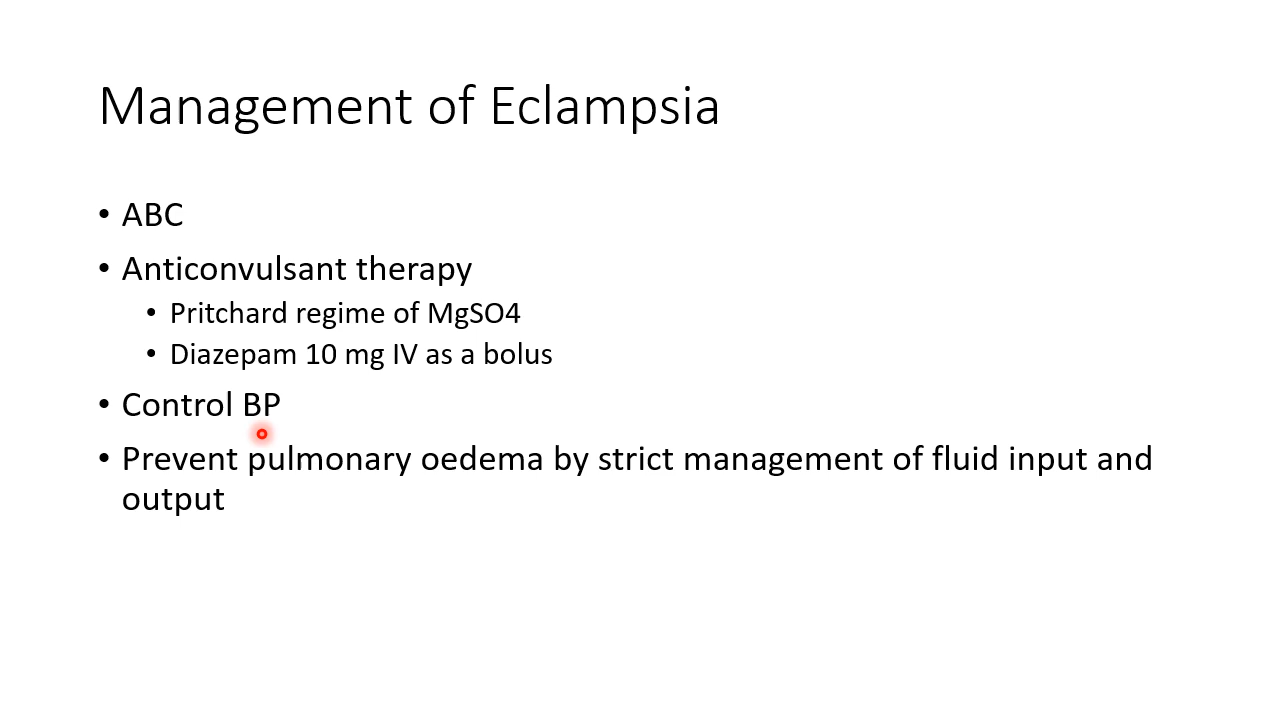 Management of Eclampsia
• ABC
• Anticonvulsant therapy
• Pritchard regime of MgSO4
• Diazepam 10 mg IV as a bolus
• Control BP
• Prevent pulmonary oedema by strict management of fluid input and
output